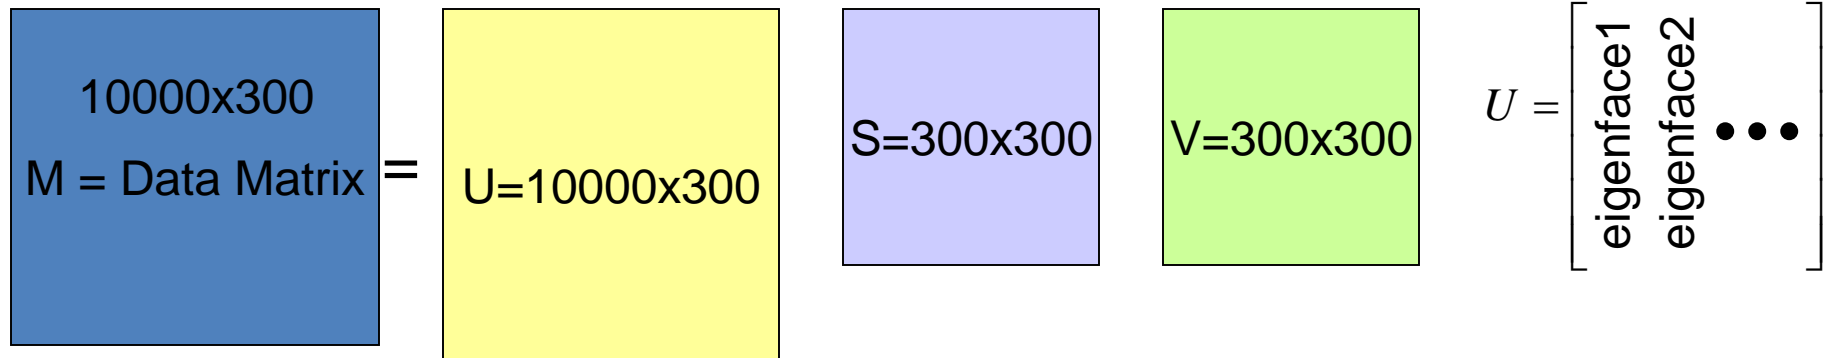 10000x300
M = Data Matrix
=
U=10000x300
S=300x300
V=300x300
U =
eigenface1
eigenface2
•••